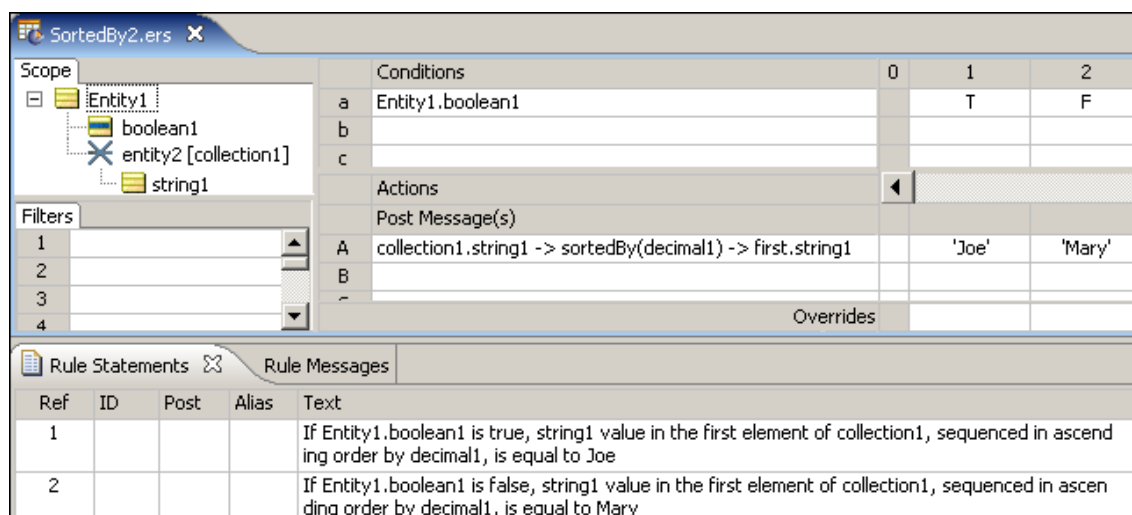 SortedBy2.ers
Scope
Conditions 0 1 2
Entity1
a Entity1.boolean1 T F
boolean1
b
entity2 [collection1]
c
string1
Actions
Filters
Post Message(s)
1
A collection1.string1 -> sortedBy(decimal1) -> first.string1 'Joe' 'Mary'
2
B
3
4
Overrides
Rule Statements Rule Messages
Ref ID Post Alias Text
1 If Entity1.boolean1 is true, string1 value in the first element of collection1, sequenced in ascend
ing order by decimal1, is equal to Joe
2 If Entity1.boolean1 is false, string1 value in the first element of collection1, sequenced in ascen
ding order by decimal1, is equal to Mary